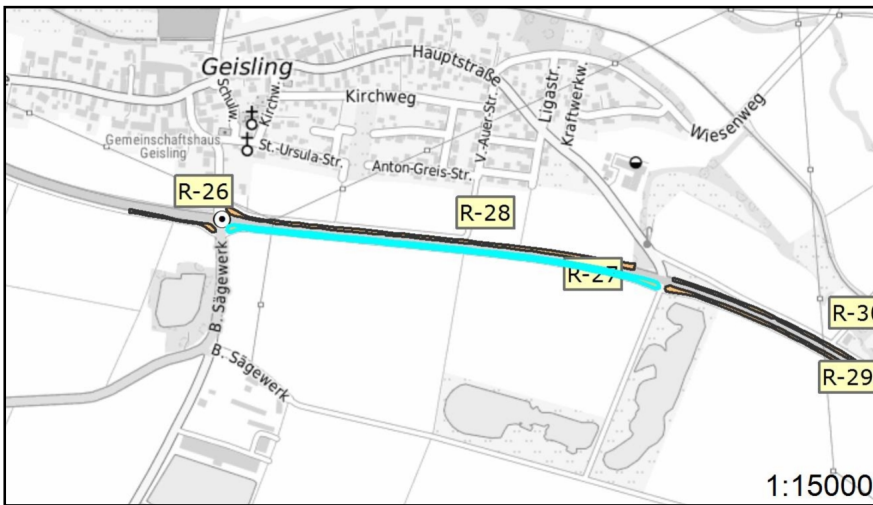 Hauptstraße
Geisling
Schulw.
Kirchw.
Kirchweg
V.-Auer-Str.
Ligastr.
Kraftwerkw.
Wiesenweg
Gemeinschaftshaus
Geisling
St.-Ursula-Str.
Anton-Greis-Str.
R-26
R-28
R-27
B. Sägewerk
R-30
B. Sägewerk
R-29
1:15000